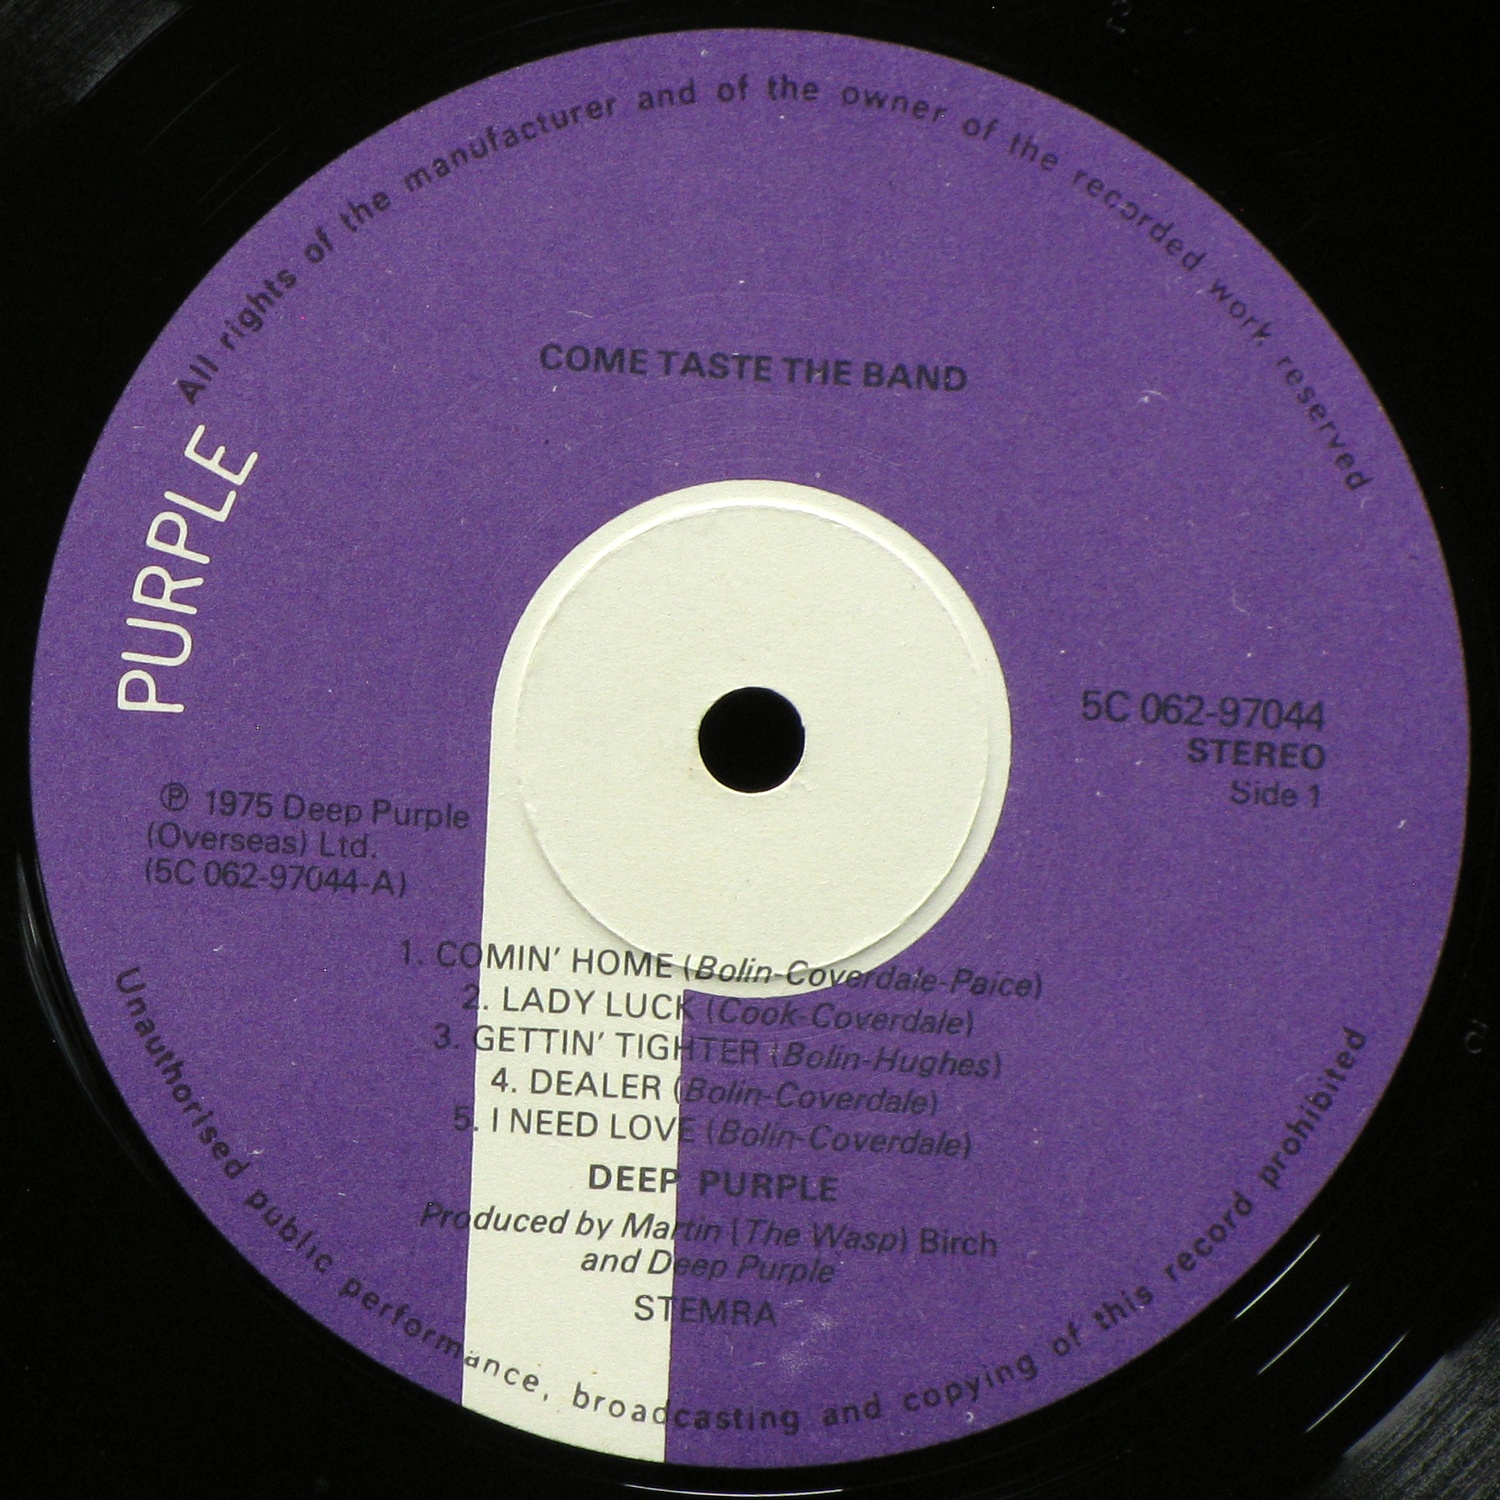 All rights of the manufacturer and of the owner of the recorded work reserved
COME TASTE THE BAND
PURPLE
5C 062-97044
STEREO
Side 1
℗ 1975 Deep Purple
(Overseas) Ltd.
(5C 062-97044-A)
1. COMIN' HOME (Bolin-Coverdale-Paice)
2. LADY LUCK (Cook-Coverdale)
3. GETTIN' TIGHTER (Bolin-Hughes)
4. DEALER (Bolin-Coverdale)
5. I NEED LOVE (Bolin-Coverdale)
DEEP PURPLE
Produced by Martin (The Wasp) Birch
and Deep Purple
STEMRA
Unauthorised public performance, broadcasting and copying of this record prohibited